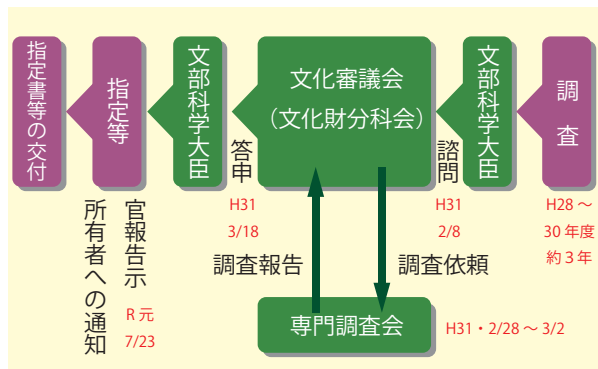 調査
H28～
30年度
約３年
文部科学大臣
諮問
H31
2/8
文化審議会
（文化財分科会）
調査依頼
専門調査会
H31・2/28～3/2
調査報告
答申
H31
3/18
文部科学大臣
指定等
官報告示
所有者への通知
R元
7/23
指定書等の交付